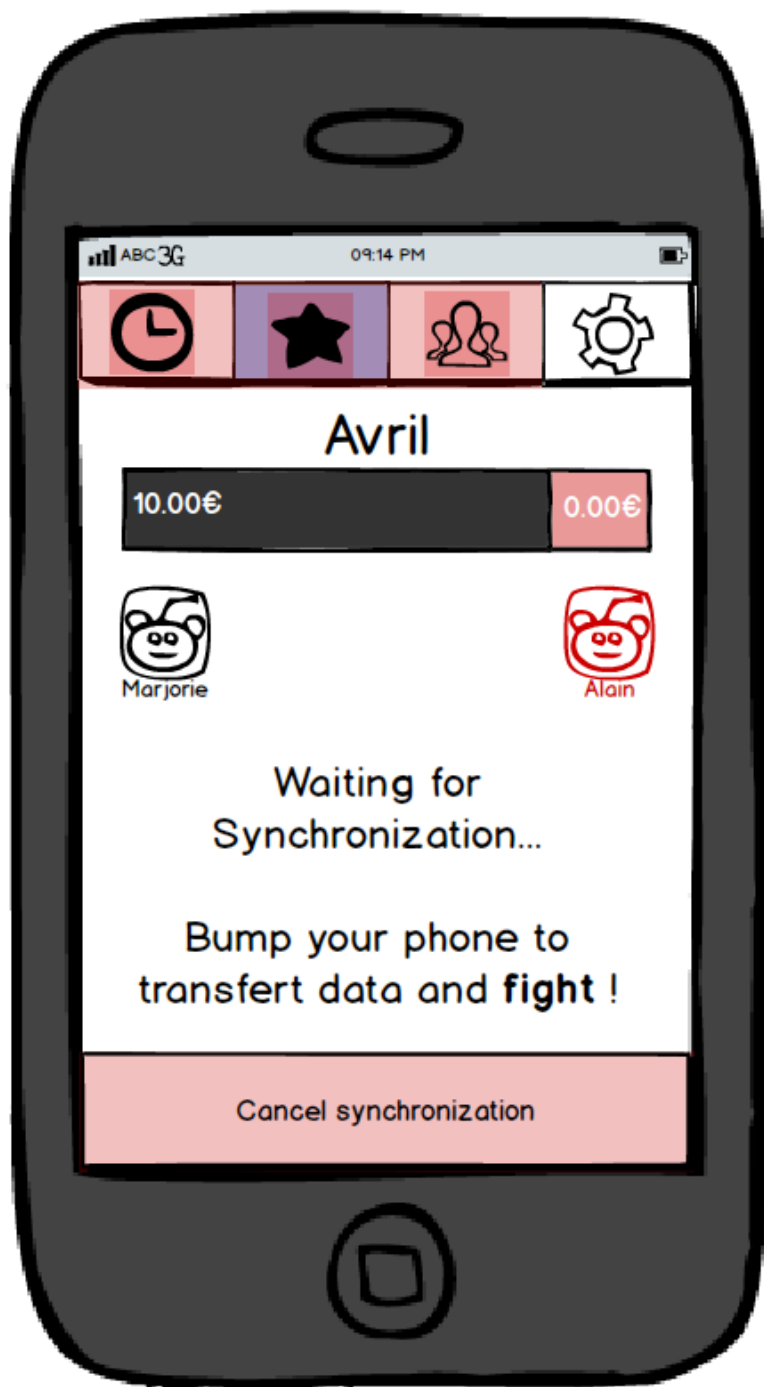 ABC 3G 09:14 PM
Avril
10.00€ 0.00€
Marjorie Alain
Waiting for
Synchronization...
Bump your phone to
transfert data and fight !
Cancel synchronization